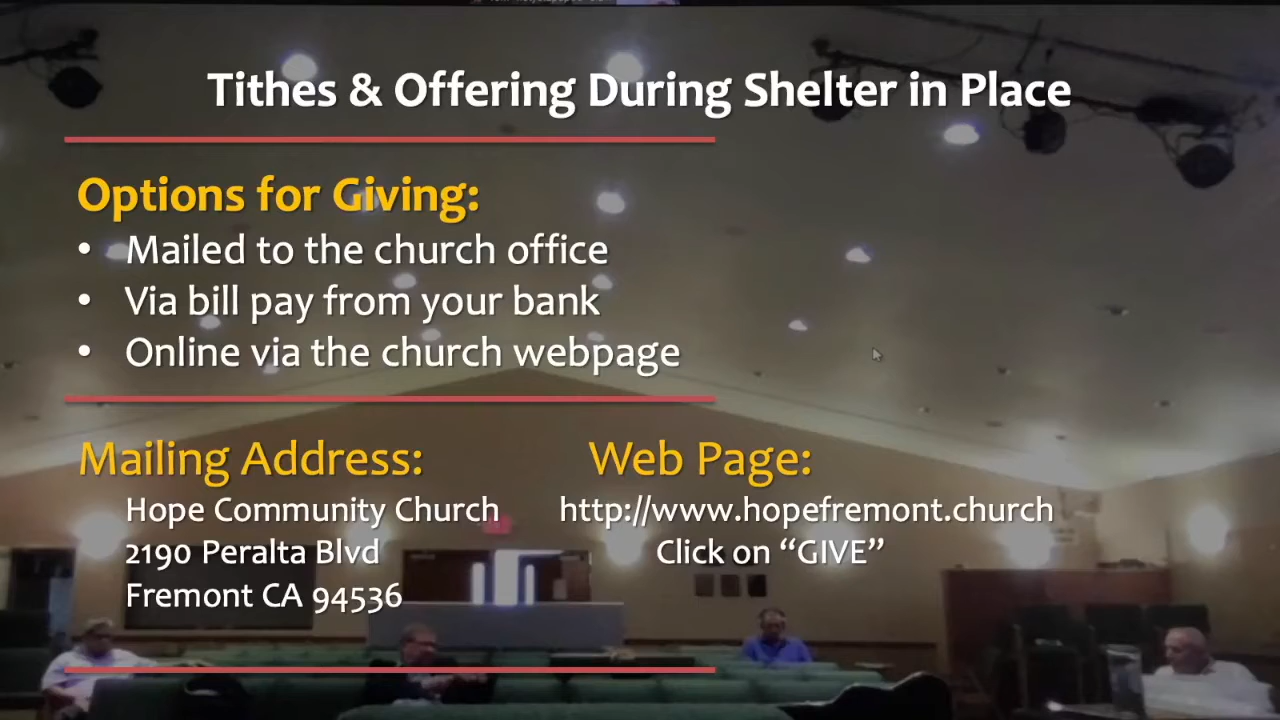 Tithes & Offering During Shelter in Place
Options for Giving:
• Mailed to the church office
• Via bill pay from your bank
• Online via the church webpage
Mailing Address:
Hope Community Church
2190 Peralta Blvd
Fremont CA 94536
Web Page:
http://www.hopefremont.church
Click on “GIVE”